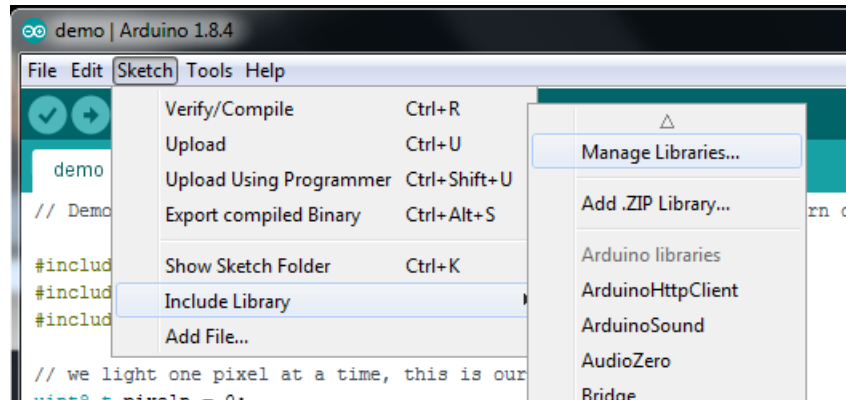 demo | Arduino 1.8.4
File Edit Sketch Tools Help
Verify/Compile Ctrl+R
Upload Ctrl+U
Upload Using Programmer Ctrl+Shift+U
Export compiled Binary Ctrl+Alt+S
Show Sketch Folder Ctrl+K
Include Library
Add File...
△
Manage Libraries...
Add .ZIP Library...
Arduino libraries
ArduinoHttpClient
ArduinoSound
AudioZero
Bridge
demo
// Demo
#includ
#includ
#includ
// we light one pixel at a time, this is our
uint8_t pixeln = 0;